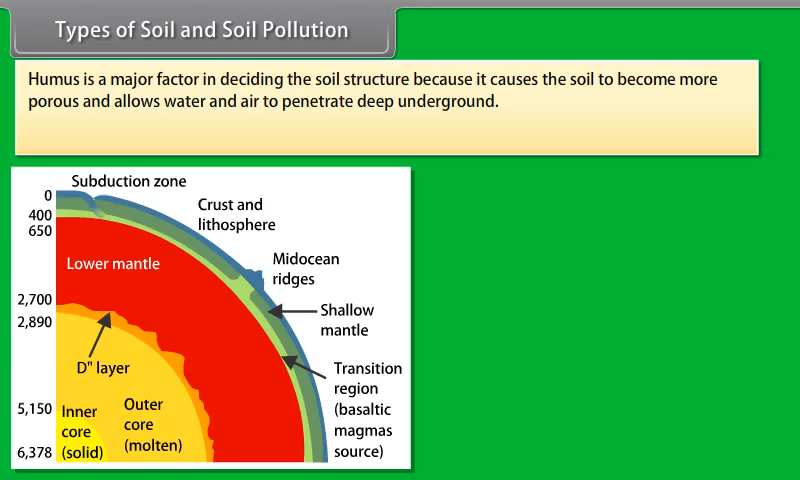 Types of Soil and Soil Pollution
Humus is a major factor in deciding the soil structure because it causes the soil to become more
porous and allows water and air to penetrate deep underground.
Subduction zone
0
400
650
2,700
2,890
5,150
6,378
Crust and
lithosphere
Midocean
ridges
Lower mantle
Shallow
mantle
D" layer
Transition
region
(basaltic
magmas
source)
Inner
core
(solid)
Outer
core
(molten)